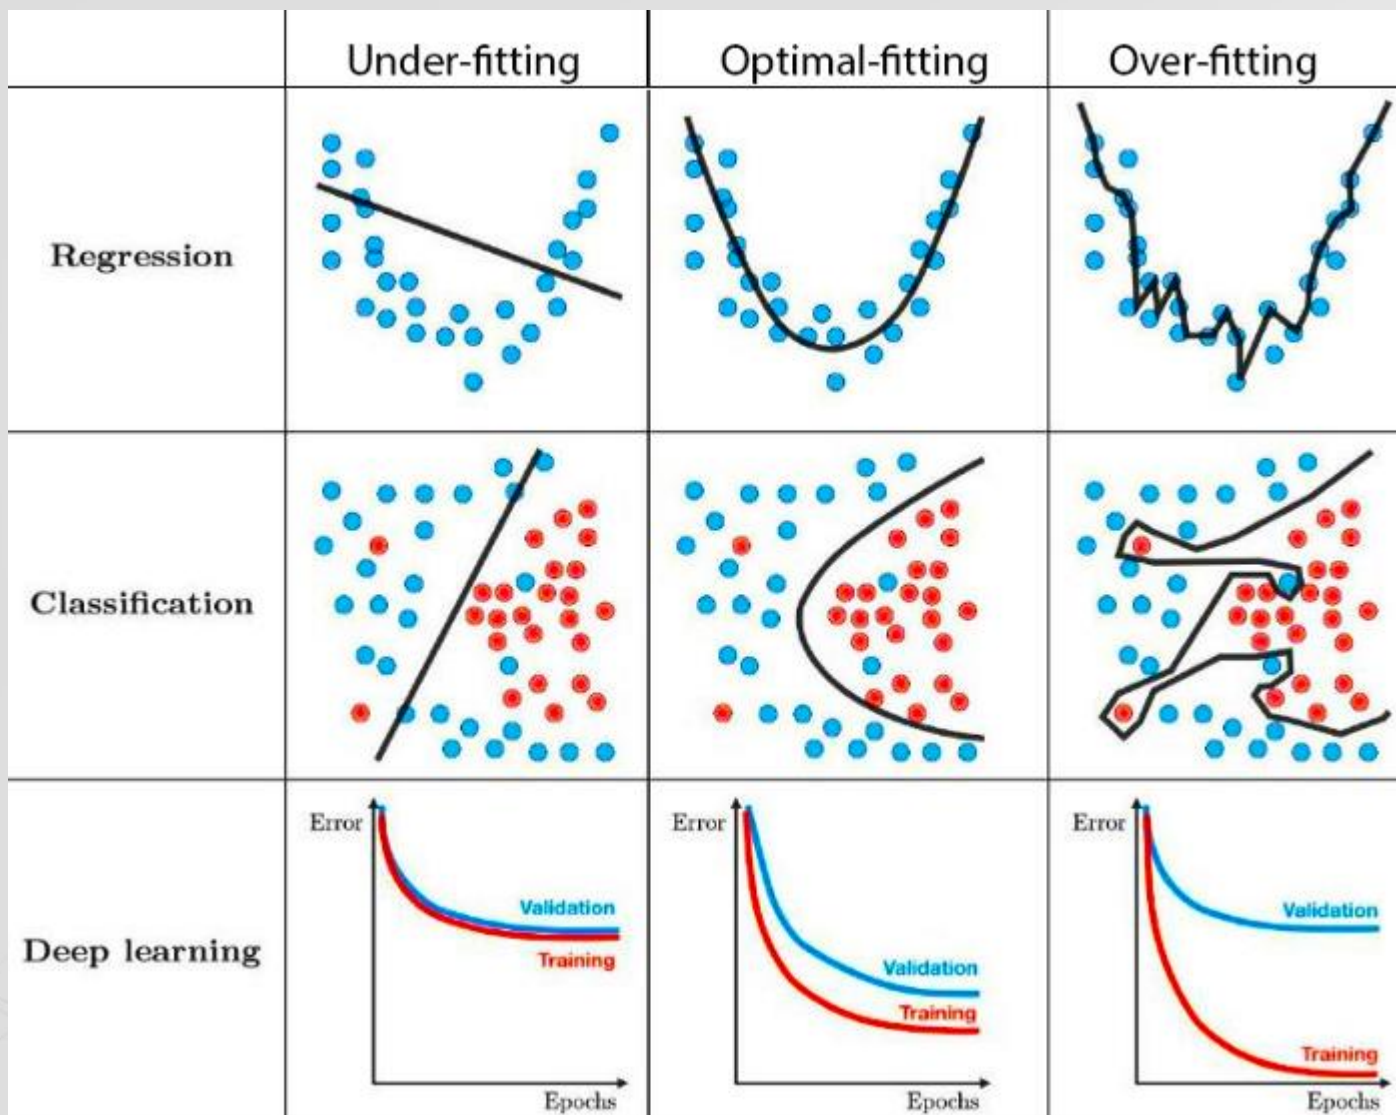 Under-fitting
Optimal-fitting
Over-fitting
Regression
Classification
Deep learning
Error
Validation
Training
Epochs
Error
Validation
Training
Epochs
Error
Validation
Training
Epochs